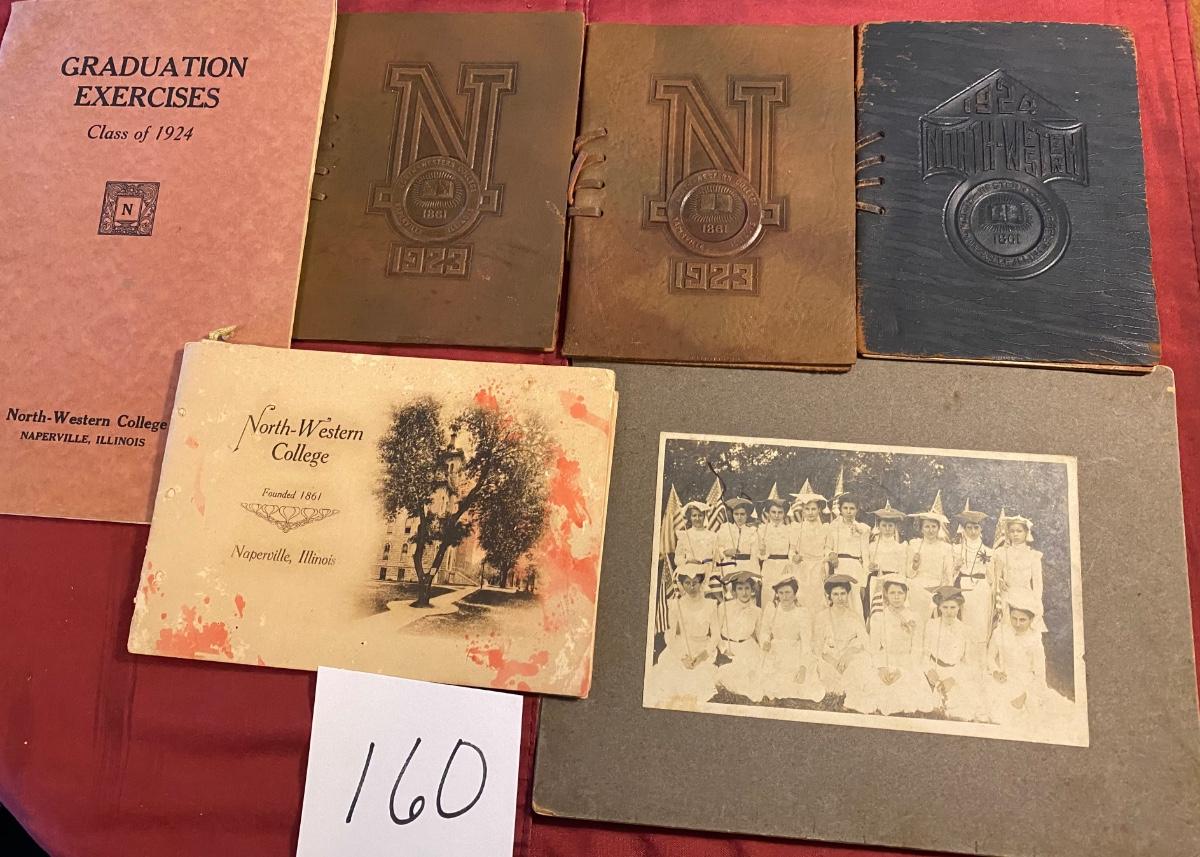 GRADUATION
EXERCISES
Class of 1924
N
North-Western College
NAPERVILLE, ILLINOIS
N
1861
1923
N
1861
1923
1924
NORTH-WESTERN
1861
North-Western
College
Founded 1861
Naperville, Illinois
160